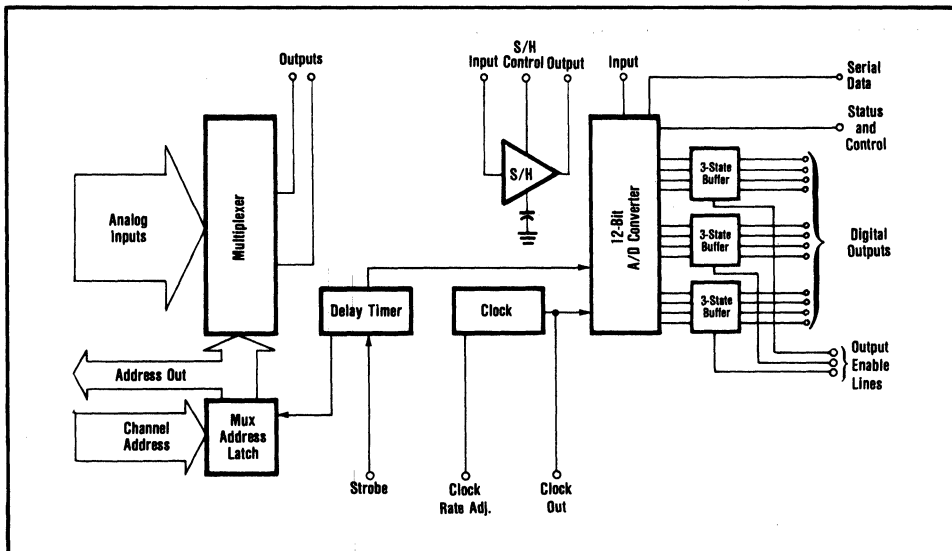 Outputs
S/H
Input Control Output
Input
Serial
Data
Status
and
Control
Analog
Inputs
Multiplexer
S/H
12-Bit
A/D Converter
3-State
Buffer
3-State
Buffer
3-State
Buffer
Digital
Outputs
Delay Timer
Clock
Output
Enable
Lines
Address Out
Channel
Address
Mux
Address
Latch
Strobe
Clock
Rate Adj.
Clock
Out